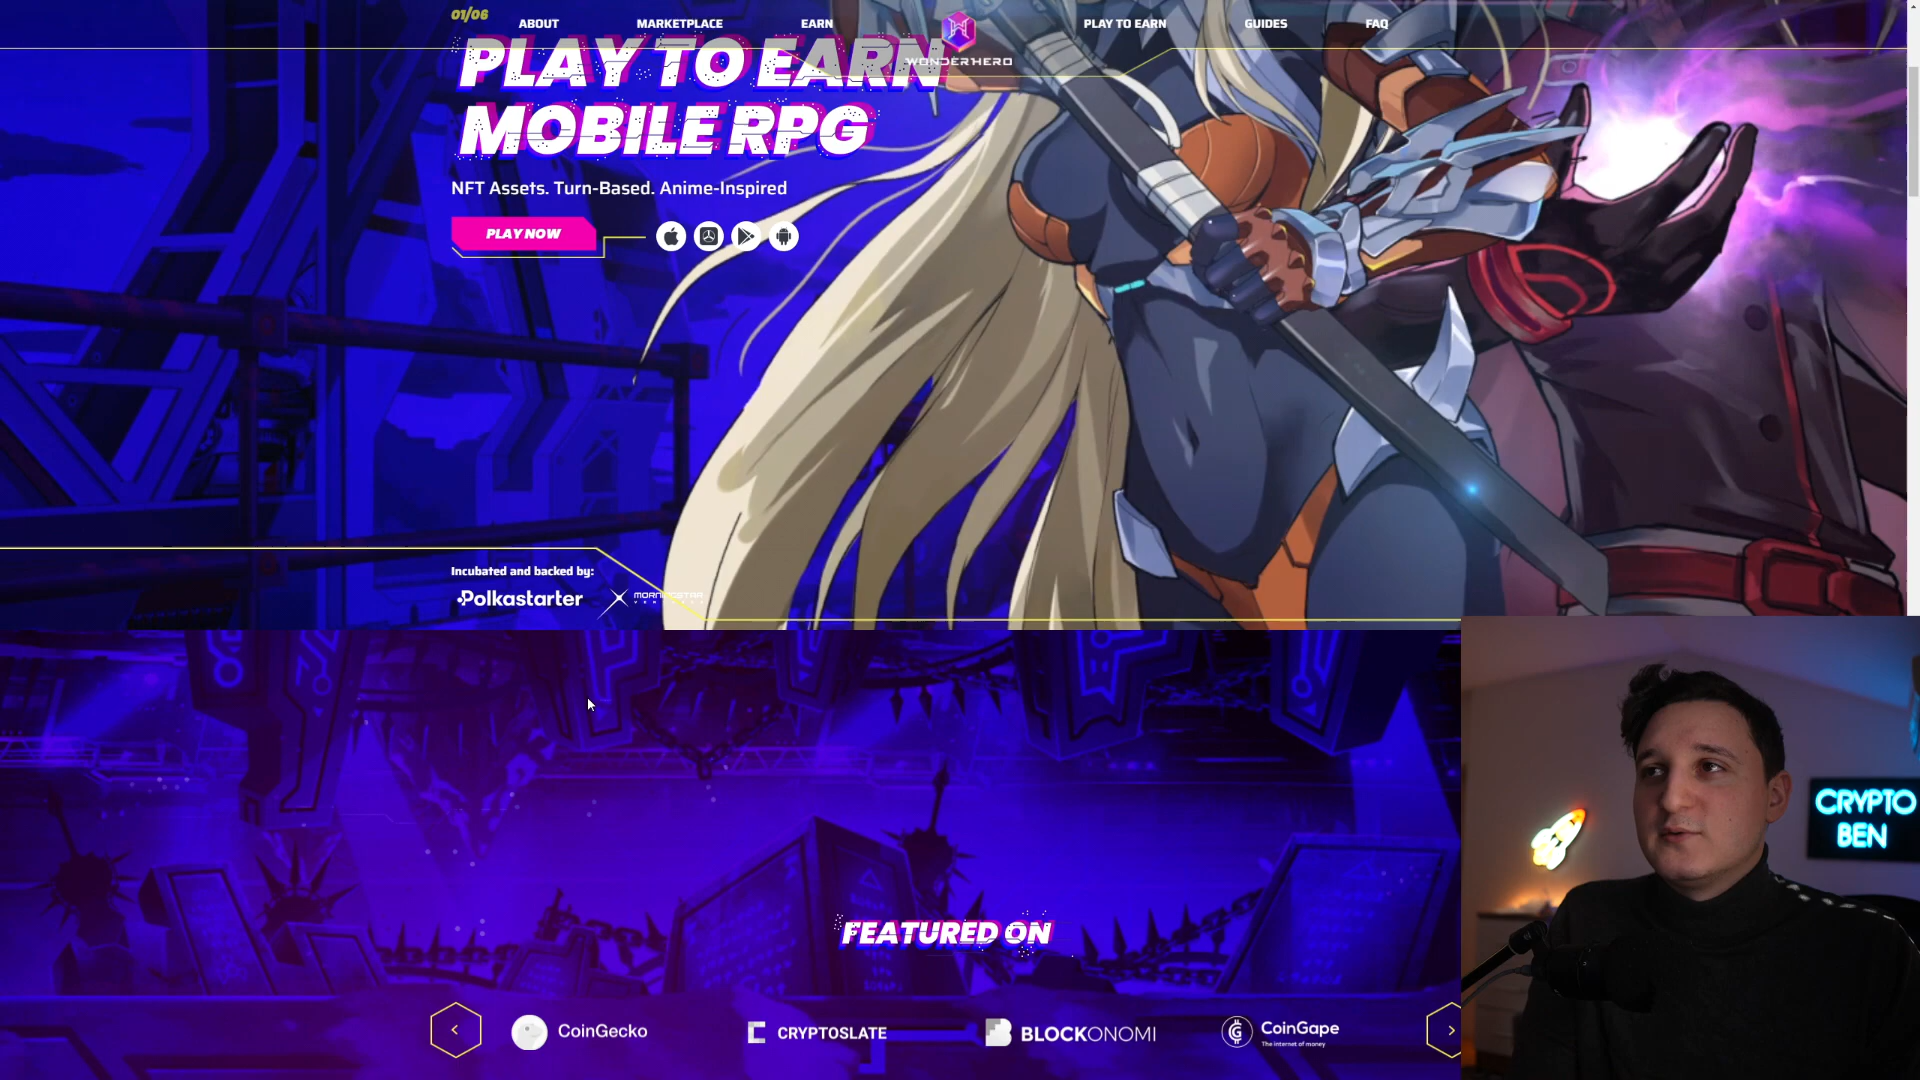 01/06
ABOUT
MARKETPLACE
EARN
WONDERHERO
PLAY TO EARN
GUIDES
FAQ
PLAY TO EARN
MOBILE RPG
NFT Assets. Turn-Based. Anime-Inspired
PLAY NOW
Incubated and backed by:
Polkastarter
MORNINGSTAR
VENTURES
CRYPTO
BEN
FEATURED ON
CoinGecko
CRYPTOSLATE
BLOCKONOMI
CoinGape
The internet of money